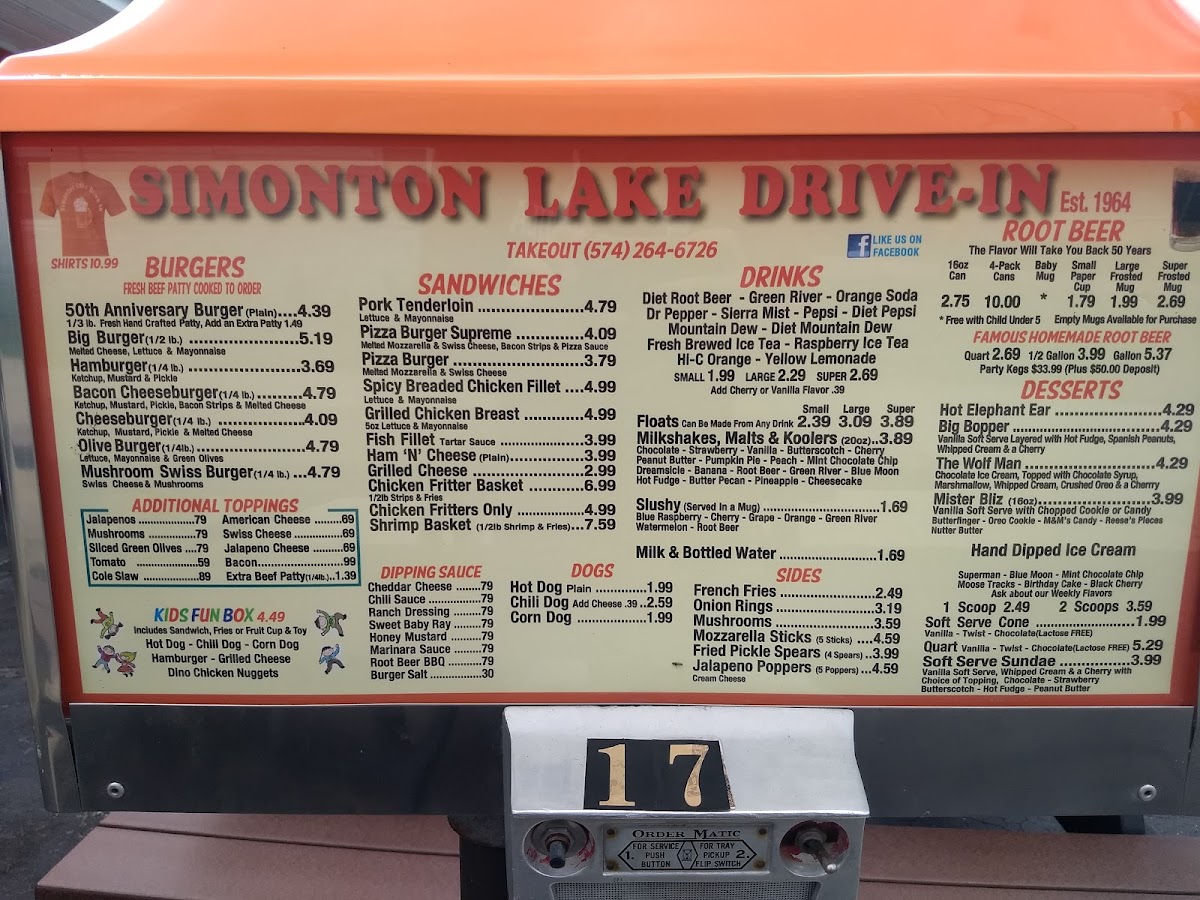 SIMONTON LAKE DRIVE-IN Est. 1964
SHIRTS 10.99
TAKEOUT (574) 264-6726
f LIKE US ON
FACEBOOK
BURGERS
FRESH BEEF PATTY COOKED TO ORDER
50th Anniversary Burger (Plain)....4.39
1/3 lb. Fresh Hand Crafted Patty, Add an Extra Patty 1.49
Big Burger (1/2 lb.) ....................5.19
Melted Cheese, Lettuce & Mayonnaise
Hamburger (1/4 lb.) ....................3.69
Ketchup, Mustard & Pickle
Bacon Cheeseburger (1/4 lb.) ........4.79
Ketchup, Mustard, Pickle, Bacon Strips & Melted Cheese
Cheeseburger (1/4 lb.) ................4.09
Ketchup, Mustard, Pickle & Melted Cheese
Olive Burger (1/4lb.) ...................4.79
Lettuce, Mayonnaise & Green Olives
Mushroom Swiss Burger (1/4 lb.) ....4.79
Swiss Cheese & Mushrooms
ADDITIONAL TOPPINGS
Jalapenos ...............79
Mushrooms ..............79
Sliced Green Olives ....79
Tomato ..................59
Cole Slaw ...............89
American Cheese ........69
Swiss Cheese ............69
Jalapeno Cheese ........69
Bacon ....................99
Extra Beef Patty (1/4lb.)..1.39
KIDS FUN BOX 4.49
Includes Sandwich, Fries or Fruit Cup & Toy
Hot Dog - Chili Dog - Corn Dog
Hamburger - Grilled Cheese
Dino Chicken Nuggets
SANDWICHES
Pork Tenderloin ....................4.79
Lettuce & Mayonnaise
Pizza Burger Supreme .............4.09
Melted Mozzarella & Swiss Cheese, Bacon Strips & Pizza Sauce
Pizza Burger ........................3.79
Melted Mozzarella & Swiss Cheese
Spicy Breaded Chicken Fillet ....4.99
Lettuce & Mayonnaise
Grilled Chicken Breast ............4.99
5oz Lettuce & Mayonnaise
Fish Fillet Tartar Sauce ..............3.99
Ham 'N' Cheese (Plain)..............3.99
Grilled Cheese ......................2.99
Chicken Fritter Basket ............6.99
1/2lb Strips & Fries
Chicken Fritters Only ..............4.99
Shrimp Basket (1/2lb Shrimp & Fries)...7.59
DIPPING SAUCE
Cheddar Cheese .......79
Chili Sauce ..............79
Ranch Dressing .......79
Sweet Baby Ray .......79
Honey Mustard ........79
Marinara Sauce .......79
Root Beer BBQ ........79
Burger Salt ..............30
DOGS
Hot Dog Plain ..............1.99
Chili Dog Add Cheese .39 ..2.59
Corn Dog ..................1.99
DRINKS
Diet Root Beer - Green River - Orange Soda
Dr Pepper - Sierra Mist - Pepsi - Diet Pepsi
Mountain Dew - Diet Mountain Dew
Fresh Brewed Ice Tea - Raspberry Ice Tea
HI-C Orange - Yellow Lemonade
SMALL 1.99 LARGE 2.29 SUPER 2.69
Add Cherry or Vanilla Flavor .39
Small Large Super
Floats Can Be Made From Any Drink 2.39 3.09 3.89
Milkshakes, Malts & Koolers (20oz)..3.89
Chocolate - Strawberry - Vanilla - Butterscotch - Cherry
Peanut Butter - Pumpkin Pie - Peach - Mint Chocolate Chip
Dreamsicle - Banana - Root Beer - Green River - Blue Moon
Hot Fudge - Butter Pecan - Pineapple - Cheesecake
Slushy (Served in a Mug) ......................1.69
Blue Raspberry - Cherry - Grape - Orange - Green River
Watermelon - Root Beer
Milk & Bottled Water ...................1.69
SIDES
French Fries ....................2.49
Onion Rings .....................3.19
Mushrooms .....................3.59
Mozzarella Sticks (5 Sticks) ....4.59
Fried Pickle Spears (4 Spears) ..3.99
Jalapeno Poppers (5 Poppers) ...4.59
Cream Cheese
ROOT BEER
The Flavor Will Take You Back 50 Years
16oz Can 4-Pack Cans Baby Mug Small Paper Cup Large Frosted Mug Super Frosted Mug
2.75 10.00 * 1.79 1.99 2.69
* Free with Child Under 5 Empty Mugs Available for Purchase
FAMOUS HOMEMADE ROOT BEER
Quart 2.69 1/2 Gallon 3.99 Gallon 5.37
Party Kegs $33.99 (Plus $50.00 Deposit)
DESSERTS
Hot Elephant Ear ......................4.29
Big Bopper ..............................4.29
Vanilla Soft Serve Layered with Hot Fudge, Spanish Peanuts,
Whipped Cream & a Cherry
The Wolf Man ...........................4.29
Chocolate Ice Cream, Topped with Chocolate Syrup,
Marshmallow, Whipped Cream, Crushed Oreo & a Cherry
Mister Bliz (16oz)........................3.99
Vanilla Soft Serve with Chopped Cookie or Candy
Butterfinger - Oreo Cookie - M&M's Candy - Reese's Pieces
Nutter Butter
Hand Dipped Ice Cream
Superman - Blue Moon - Mint Chocolate Chip
Moose Tracks - Birthday Cake - Black Cherry
Ask about our Weekly Flavors
1 Scoop 2.49 2 Scoops 3.59
Soft Serve Cone .....................1.99
Vanilla - Twist - Chocolate(Lactose FREE)
Quart Vanilla - Twist - Chocolate(Lactose FREE) 5.29
Soft Serve Sundae .................3.99
Vanilla Soft Serve, Whipped Cream & a Cherry with
Choice of Topping, Chocolate - Strawberry
Butterscotch - Hot Fudge - Peanut Butter
17
ORDER MATIC
1. FOR SERVICE PUSH BUTTON
FOR TRAY PICKUP FLIP SWITCH 2.